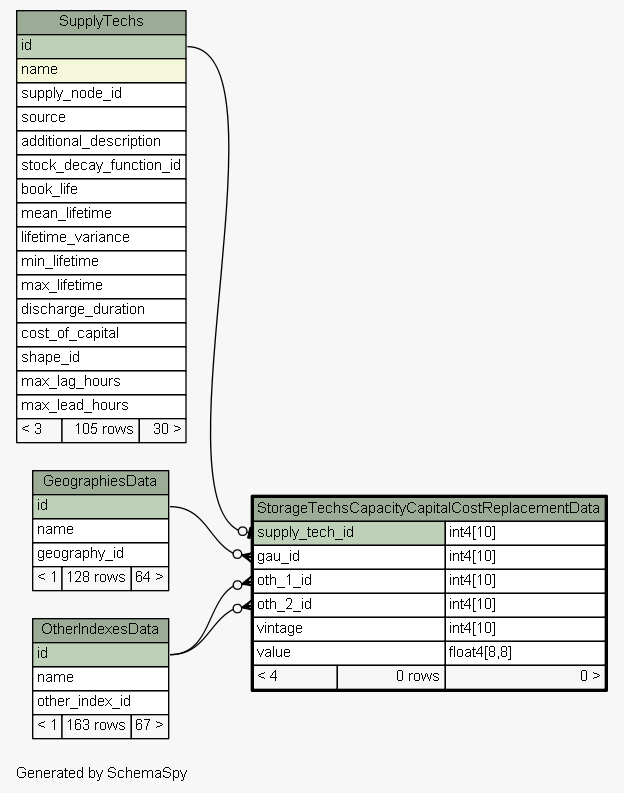 SupplyTechs
id
name
supply_node_id
source
additional_description
stock_decay_function_id
book_life
mean_lifetime
lifetime_variance
min_lifetime
max_lifetime
discharge_duration
cost_of_capital
shape_id
max_lag_hours
max_lead_hours
< 3 105 rows 30 >
GeographiesData
id
name
geography_id
< 1 128 rows 64 >
OtherIndexesData
id
name
other_index_id
< 1 163 rows 67 >
StorageTechsCapacityCapitalCostReplacementData
supply_tech_id int4[10]
gau_id int4[10]
oth_1_id int4[10]
oth_2_id int4[10]
vintage int4[10]
value float4[8,8]
< 4 0 rows 0 >
Generated by SchemaSpy